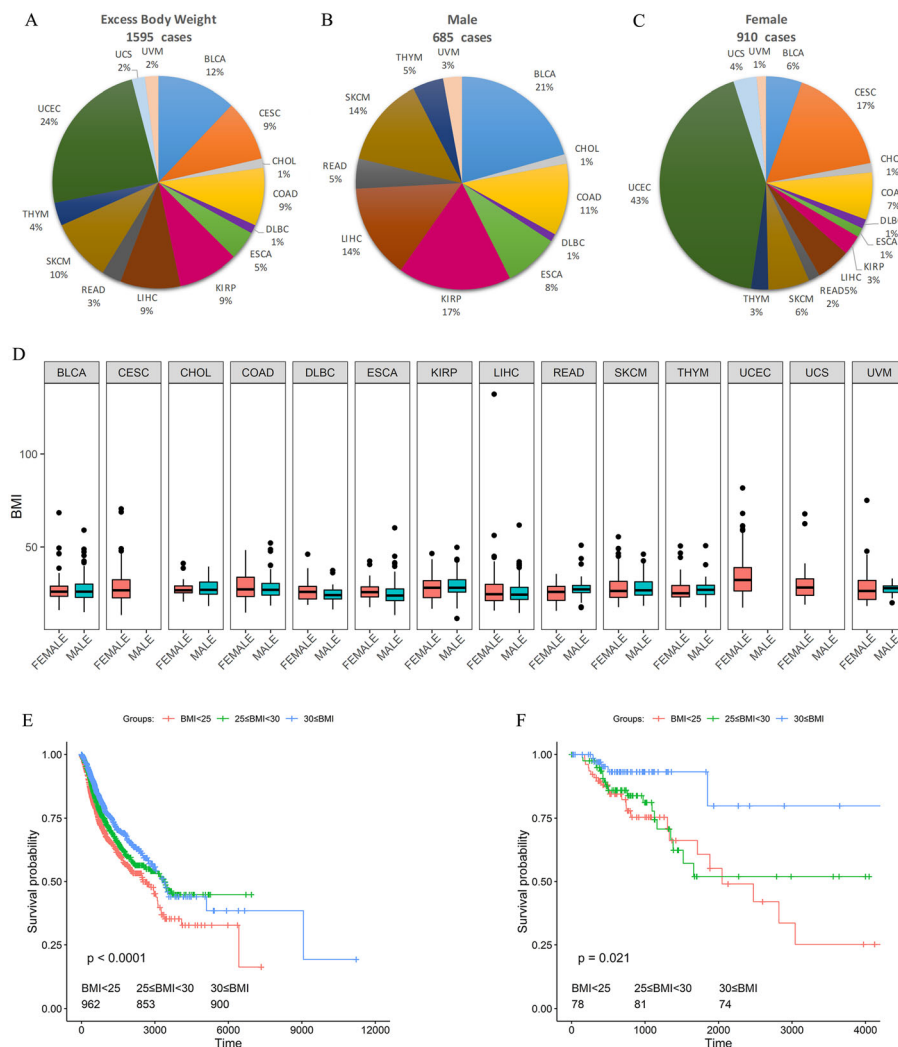 A
Excess Body Weight
1595 cases
UCS
2%
UVM
2%
BLCA
12%
CESC
9%
CHOL
1%
COAD
9%
DLBC
1%
ESCA
5%
KIRP
9%
LIHC
9%
READ
3%
SKCM
10%
THYM
4%
UCEC
24%
B
Male
685 cases
THYM
5%
UVM
3%
BLCA
21%
CHOL
1%
COAD
11%
DLBC
1%
ESCA
8%
KIRP
17%
LIHC
14%
READ
5%
SKCM
14%
C
Female
910 cases
UCS
4%
UVM
1%
BLCA
6%
CESC
17%
CHO
1%
COA
7%
DLB
1%
ESCA
1%
KIRP
3%
LIHC
5%
READ
2%
SKCM
6%
THYM
3%
UCEC
43%
D
BLCA CESC CHOL COAD DLBC ESCA KIRP LIHC READ SKCM THYM UCEC UCS UVM
BMI
100
50
FEMALE MALE FEMALE MALE FEMALE MALE FEMALE MALE FEMALE MALE FEMALE MALE FEMALE MALE FEMALE MALE FEMALE MALE FEMALE MALE FEMALE MALE FEMALE MALE FEMALE MALE FEMALE MALE
E
Groups: BMI<25 25≤BMI<30 30≤BMI
Survival probability
1.00
0.75
0.50
0.25
0.00
p < 0.0001
BMI<25 25≤BMI<30 30≤BMI
962 853 900
0 3000 6000 9000 12000
Time
F
Groups: BMI<25 25≤BMI<30 30≤BMI
Survival probability
1.00
0.75
0.50
0.25
0.00
p = 0.021
BMI<25 25≤BMI<30 30≤BMI
78 81 74
0 1000 2000 3000 4000
Time